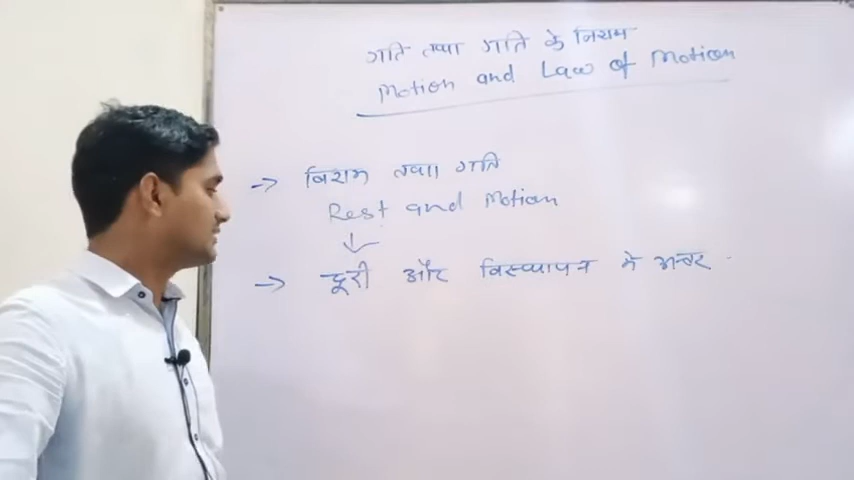 गति तथा गति के नियम
Motion and Law of Motion
→ विराम तथा गति
Rest and Motion
→ दूरी और विस्थापन मे अन्तर